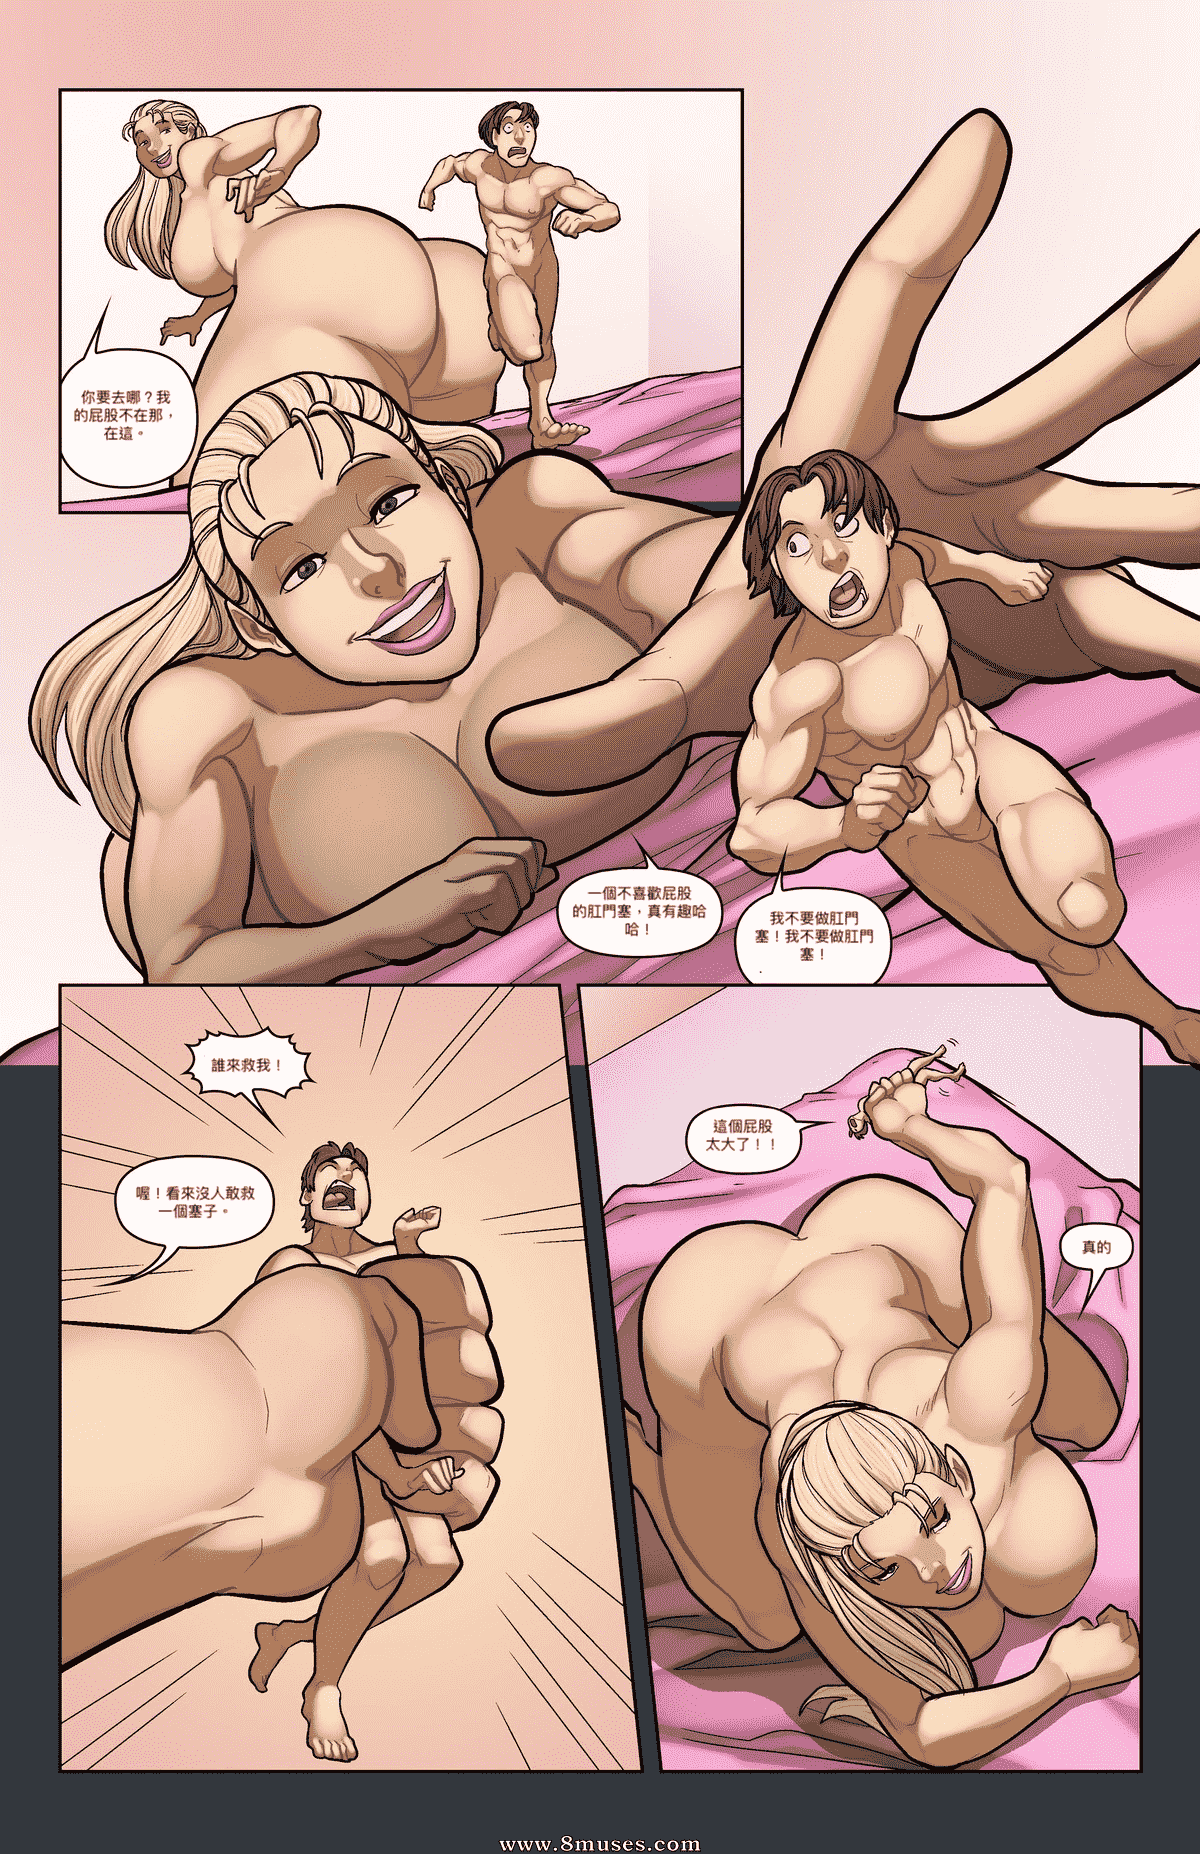 你要去哪？我
的屁股不在那，
在這。
一個不喜歡屁股
的肛門塞，真有趣哈
哈！
我不要做肛門
塞！我不要做肛門
塞！
誰來救我！
喔！看來沒人敢救
一個塞子。
這個屁股
太大了！！
真的
www.8muses.com